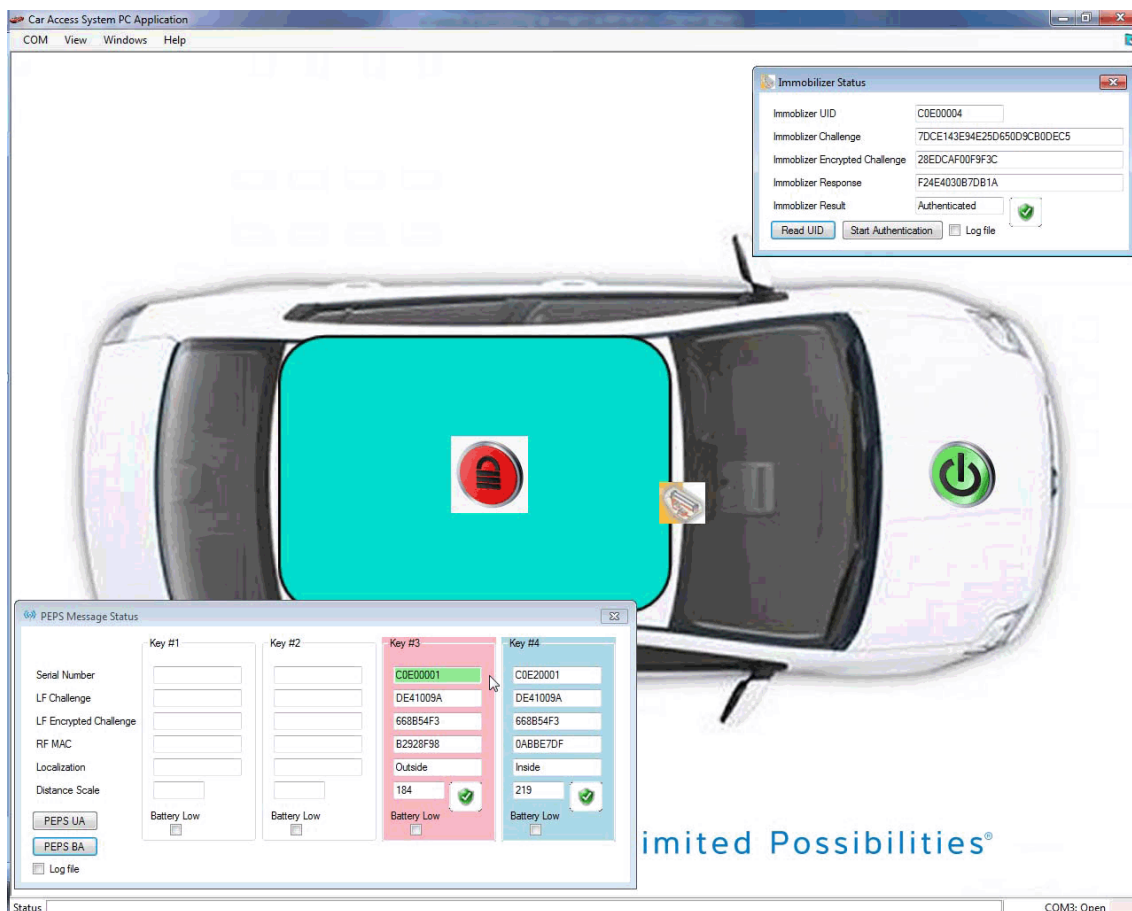 Car Access System PC Application
COM View Windows Help
Immobilizer Status
Immoblizer UID C0E00004
Immoblizer Challenge 7DCE143E94E25D650D9CB0DEC5
Immoblizer Encrypted Challenge 28EDCAF00F9F3C
Immoblizer Response F24E4030B7DB1A
Immoblizer Result Authenticated
Read UID Start Authentication Log file
PEPS Message Status
Key #1 Key #2 Key #3 Key #4
Serial Number C0E00001 C0E20001
LF Challenge DE41009A DE41009A
LF Encrypted Challenge 668B54F3 668B54F3
RF MAC B2928F98 0ABBE7DF
Localization Outside Inside
Distance Scale 184 219
PEPS UA Battery Low Battery Low Battery Low Battery Low
PEPS BA
Log file
imited Possibilities®
Status COM3: Open